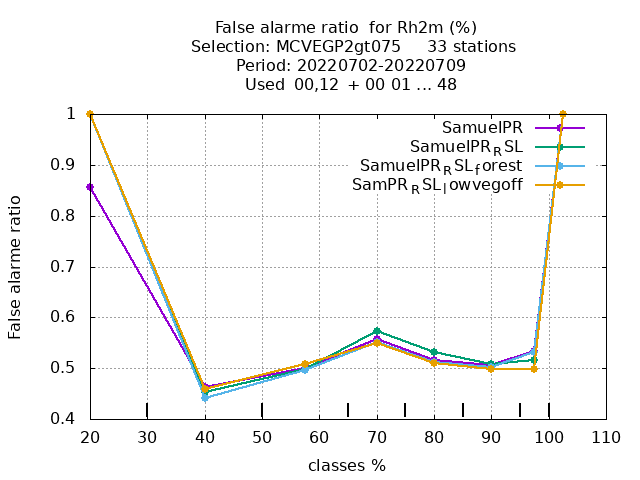 False alarme ratio  for Rh2m (%)
Selection: MCVEGP2gt075     33 stations
Period: 20220702-20220709
Used  00,12  + 00 01 ... 48
SamuelPR
SamuelPR_RSL
SamuelPR_RSL_forest
SamPR_RSL_lowvegoff
1
0.9
0.8
0.7
0.6
0.5
0.4
False alarme ratio
20 30 40 50 60 70 80 90 100 110
classes %